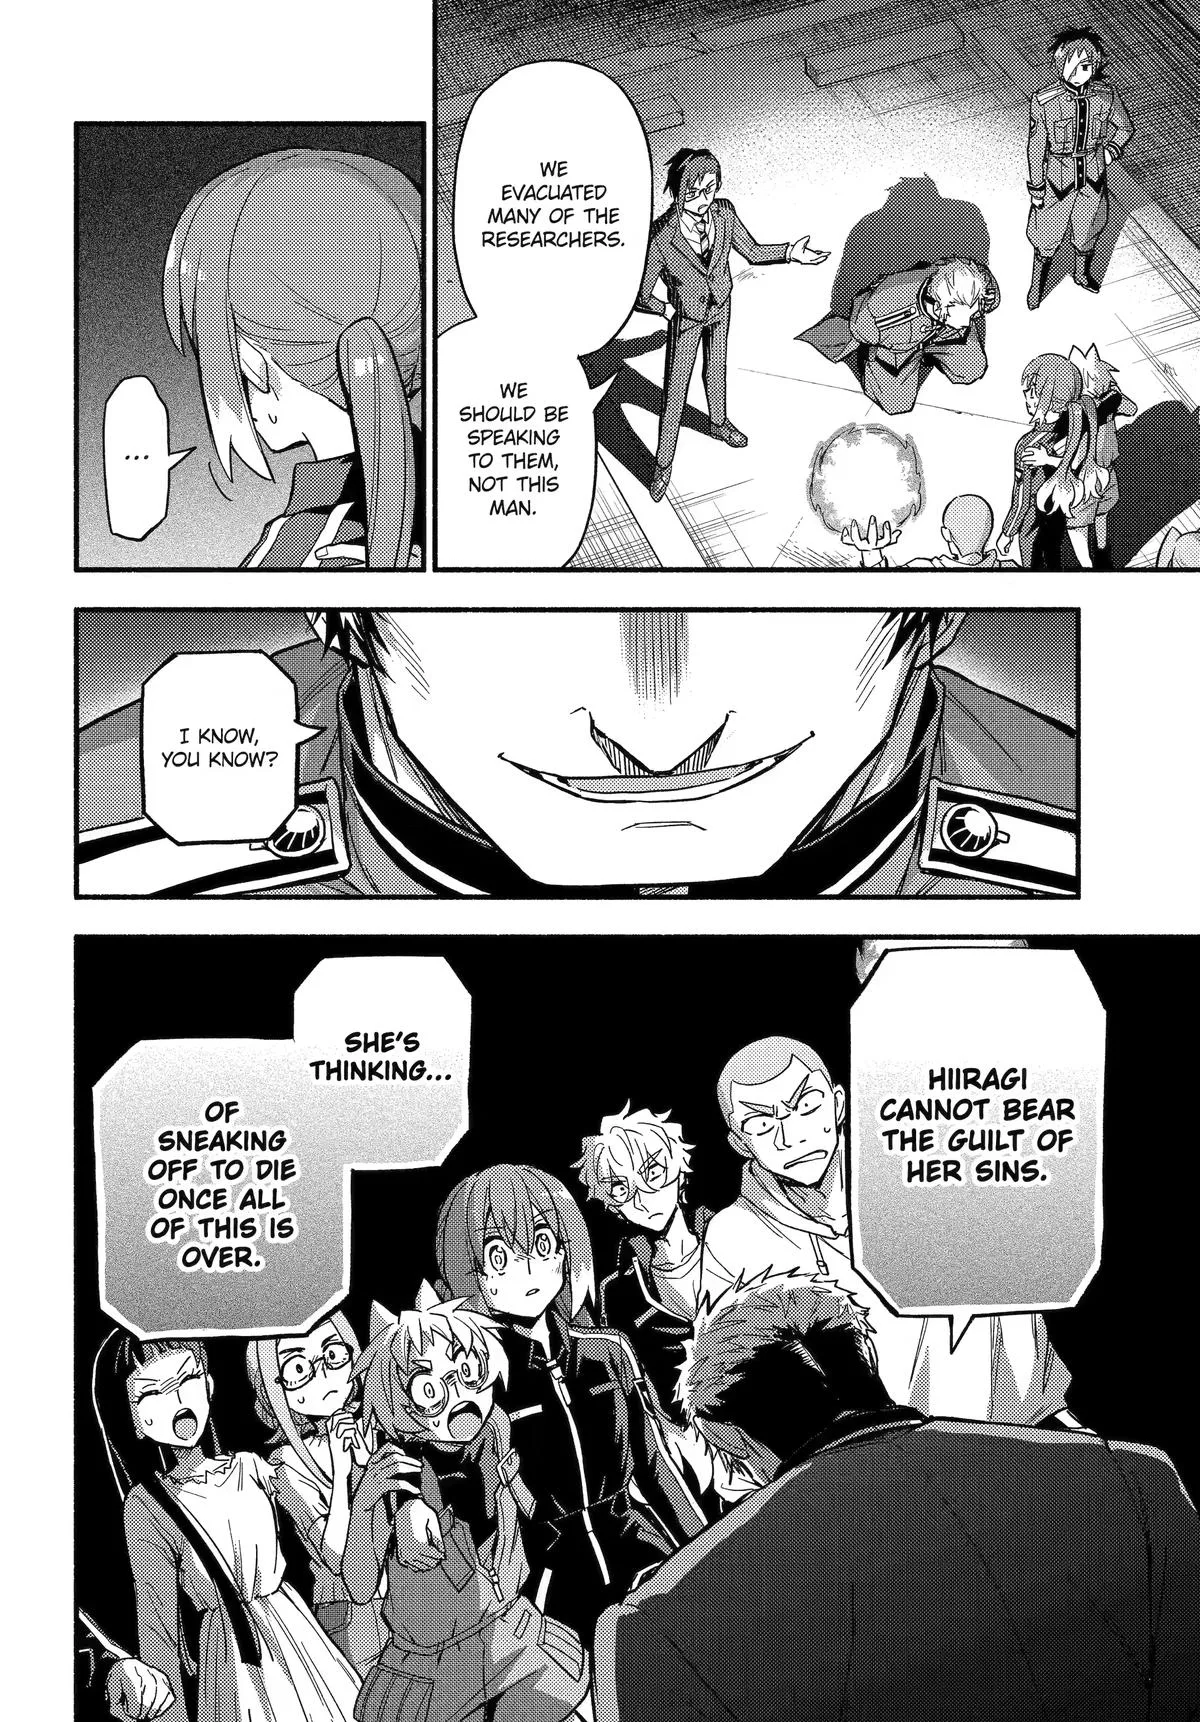 WE
EVACUATED
MANY OF THE
RESEARCHERS.
WE
SHOULD BE
SPEAKING
TO THEM,
NOT THIS
MAN.
...
I KNOW,
YOU KNOW?
HIIRAGI
CANNOT BEAR
THE GUILT OF
HER SINS.
SHE'S
THINKING...
OF
SNEAKING
OFF TO DIE
ONCE ALL
OF THIS IS
OVER.